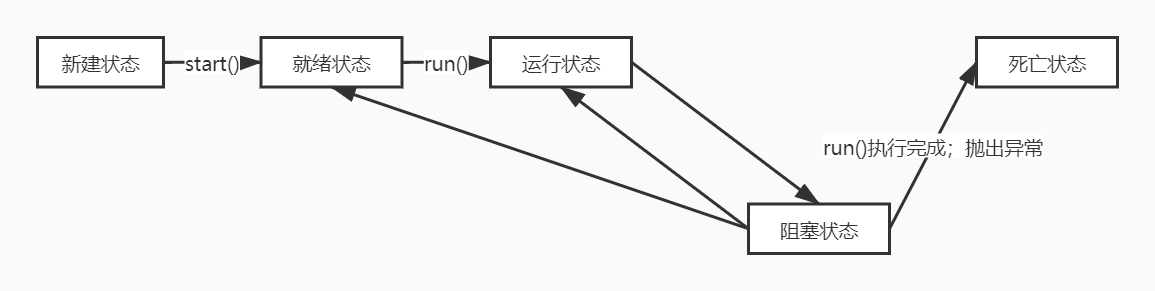 新建状态
start()
就绪状态
run()
运行状态
死亡状态
run()执行完成；抛出异常
阻塞状态